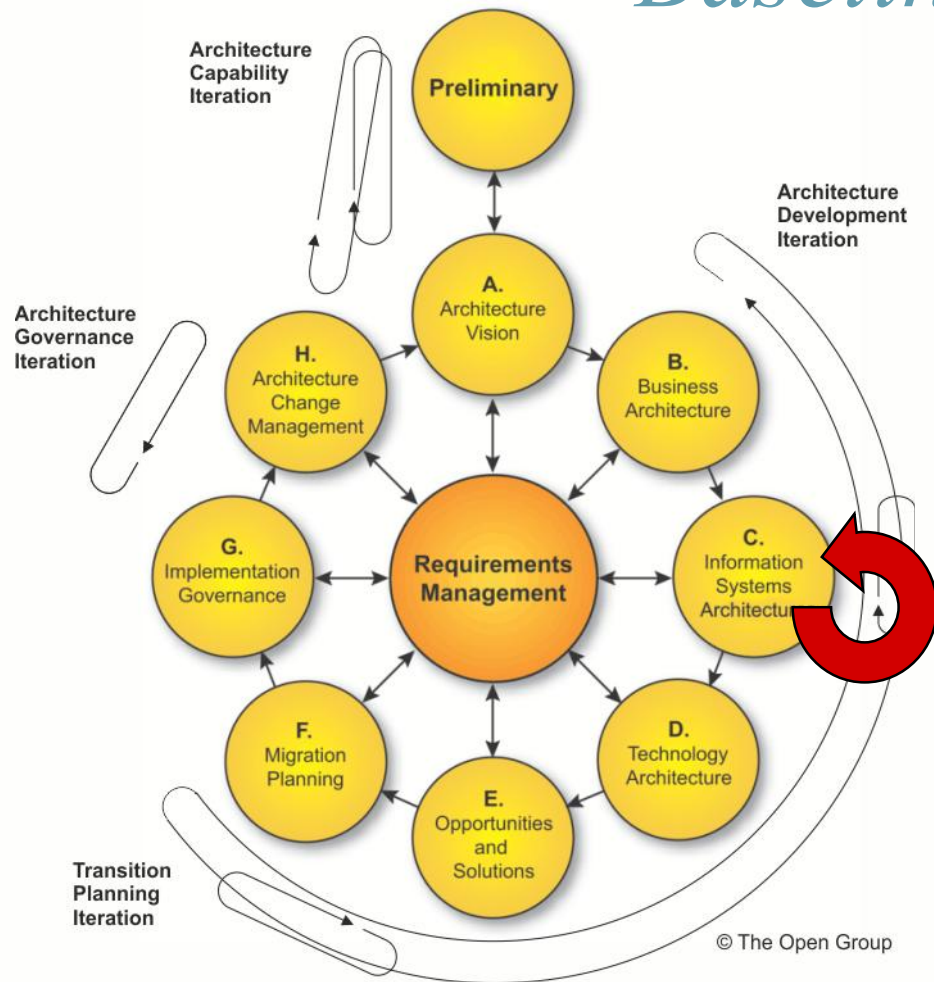 Architecture
Capability
Iteration
Preliminary
Architecture
Development
Iteration
A.
Architecture
Vision
Architecture
Governance
Iteration
H.
Architecture
Change
Management
B.
Business
Architecture
G.
Implementation
Governance
Requirements
Management
C.
Information
Systems
F.
Migration
Planning
D.
Technology
Architecture
E.
Opportunities
and
Solutions
Transition
Planning
Iteration
© The Open Group